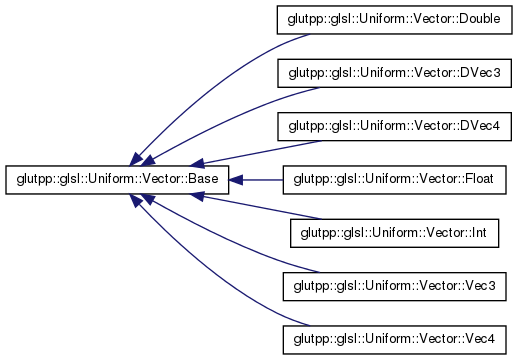 glutpp::glsl::Uniform::Vector::Double
glutpp::glsl::Uniform::Vector::DVec3
glutpp::glsl::Uniform::Vector::DVec4
glutpp::glsl::Uniform::Vector::Base
glutpp::glsl::Uniform::Vector::Float
glutpp::glsl::Uniform::Vector::Int
glutpp::glsl::Uniform::Vector::Vec3
glutpp::glsl::Uniform::Vector::Vec4